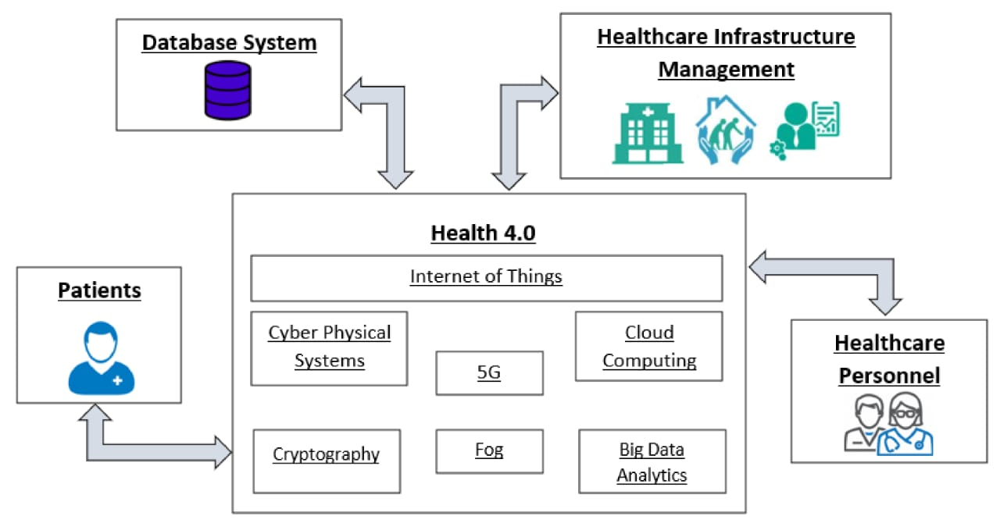 Database System
Healthcare Infrastructure
Management
Health 4.0
Internet of Things
Patients
Cyber Physical
Systems
5G
Cloud
Computing
Healthcare
Personnel
Cryptography
Fog
Big Data
Analytics